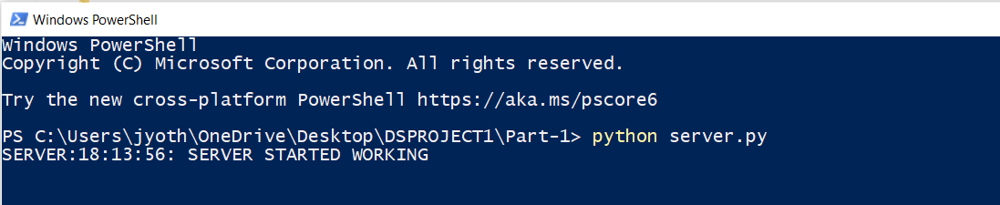 Windows PowerShell
Windows PowerShell
Copyright (C) Microsoft Corporation. All rights reserved.
Try the new cross-platform PowerShell https://aka.ms/pscore6
PS C:\Users\jyoth\OneDrive\Desktop\DSPROJECT1\Part-1> python server.py
SERVER:18:13:56: SERVER STARTED WORKING